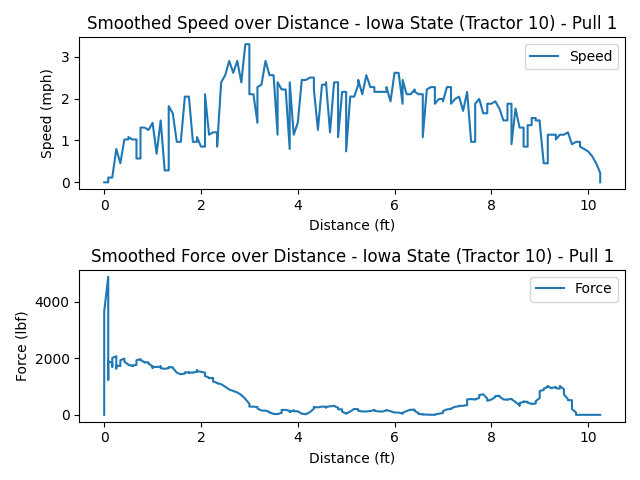 Smoothed Speed over Distance - Iowa State (Tractor 10) - Pull 1
Speed (mph)
3
2
1
0
Speed
0 2 4 6 8 10
Distance (ft)
Smoothed Force over Distance - Iowa State (Tractor 10) - Pull 1
Force (lbf)
4000
2000
0
Force
0 2 4 6 8 10
Distance (ft)